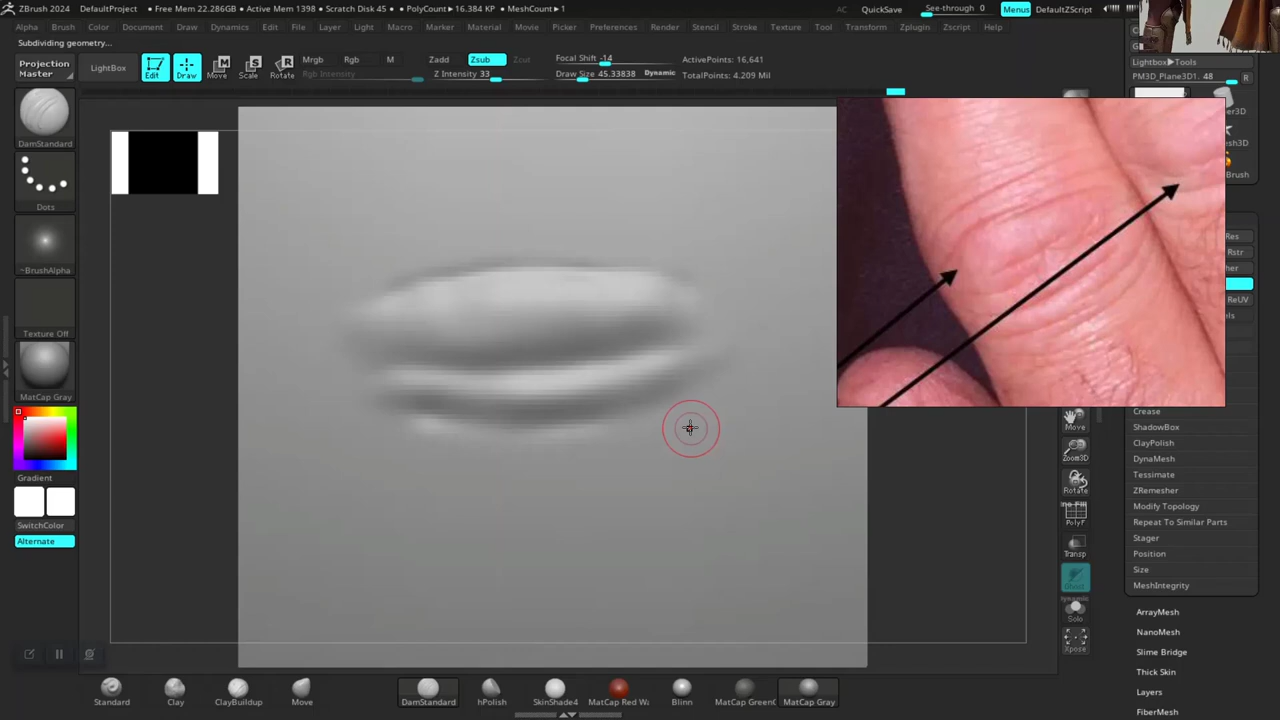 ZBrush 2024 DefaultProject • Free Mem 22.286GB • Active Mem 1398 • Scratch Disk 45 • PolyCount▸16.384 KP • MeshCount▸1 AC QuickSave See-through 0 Menus DefaultZScript
Alpha Brush Color Document Draw Dynamics Edit File Layer Light Macro Marker Material Movie Picker Preferences Render Stencil Stroke Texture Tool Transform Zplugin Zscript Help
Subdividing geometry...
Projection
Master
LightBox
Edit
Draw
Move
Scale
Rotate
Mrgb Rgb M
Zadd Zsub Zcut
Z Intensity 33
Focal Shift -14
Draw Size 45.33838
Dynamic
ActivePoints: 16,641
TotalPoints: 4.209 Mil
Lightbox▸Tools
PM3D_Plane3D1. 48 R
DamStandard
Dots
~BrushAlpha
Texture Off
MatCap Gray
Gradient
SwitchColor
Alternate
Res
Rstr
ReUV
Move
Zoom3D
Rotate
PolyF
Transp
Ghost
Dynamic
Solo
Xpose
Crease
ShadowBox
ClayPolish
DynaMesh
Tessimate
ZRemesher
Modify Topology
Repeat To Similar Parts
Stager
Position
Size
MeshIntegrity
ArrayMesh
NanoMesh
Slime Bridge
Thick Skin
Layers
FiberMesh
Standard
Clay
ClayBuildup
Move
DamStandard
hPolish
SkinShade4
MatCap Red Wa
Blinn
MatCap GreenC
MatCap Gray